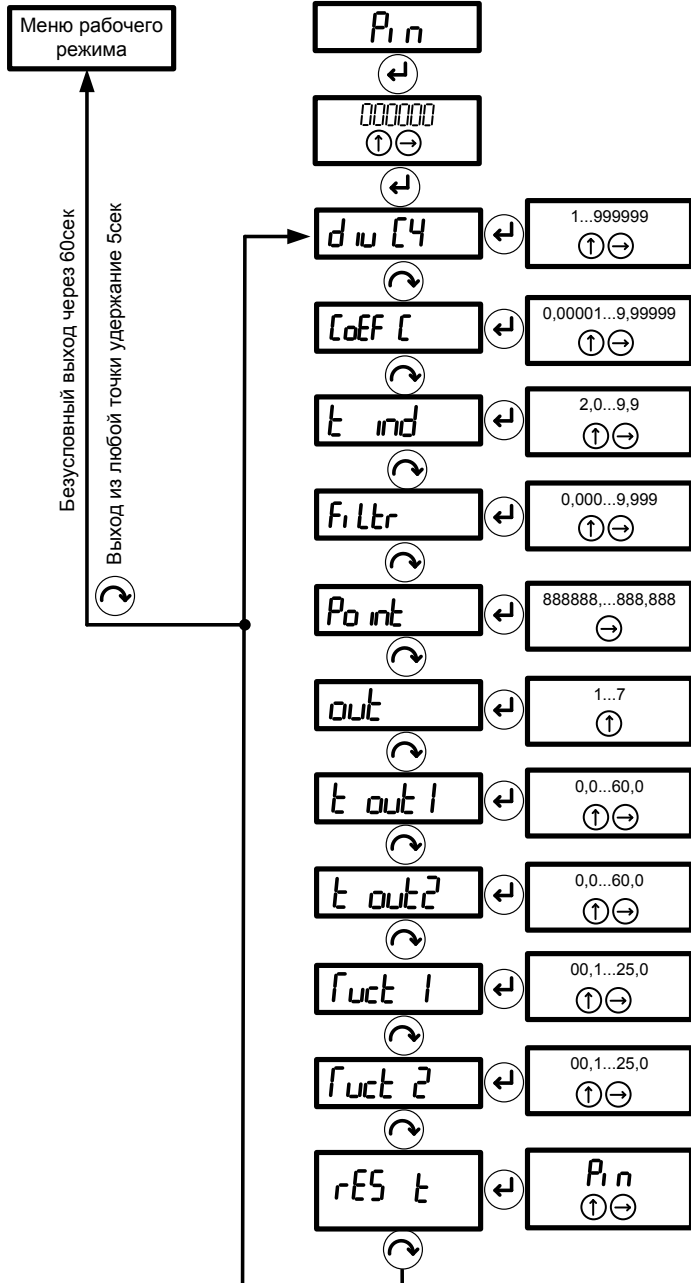 Меню рабочего
режима
Pin
000000
Безусловный выход через 60сек
Выход из любой точки удержание 5сек
div C4
1...999999
CoEF C
0,00001...9,99999
t ind
2,0...9,9
FiLtr
0,000...9,999
Point
888888,...888,888
out
1...7
t out1
0,0...60,0
t out2
0,0...60,0
Гuct 1
00,1...25,0
Гuct 2
00,1...25,0
rES t
Pin